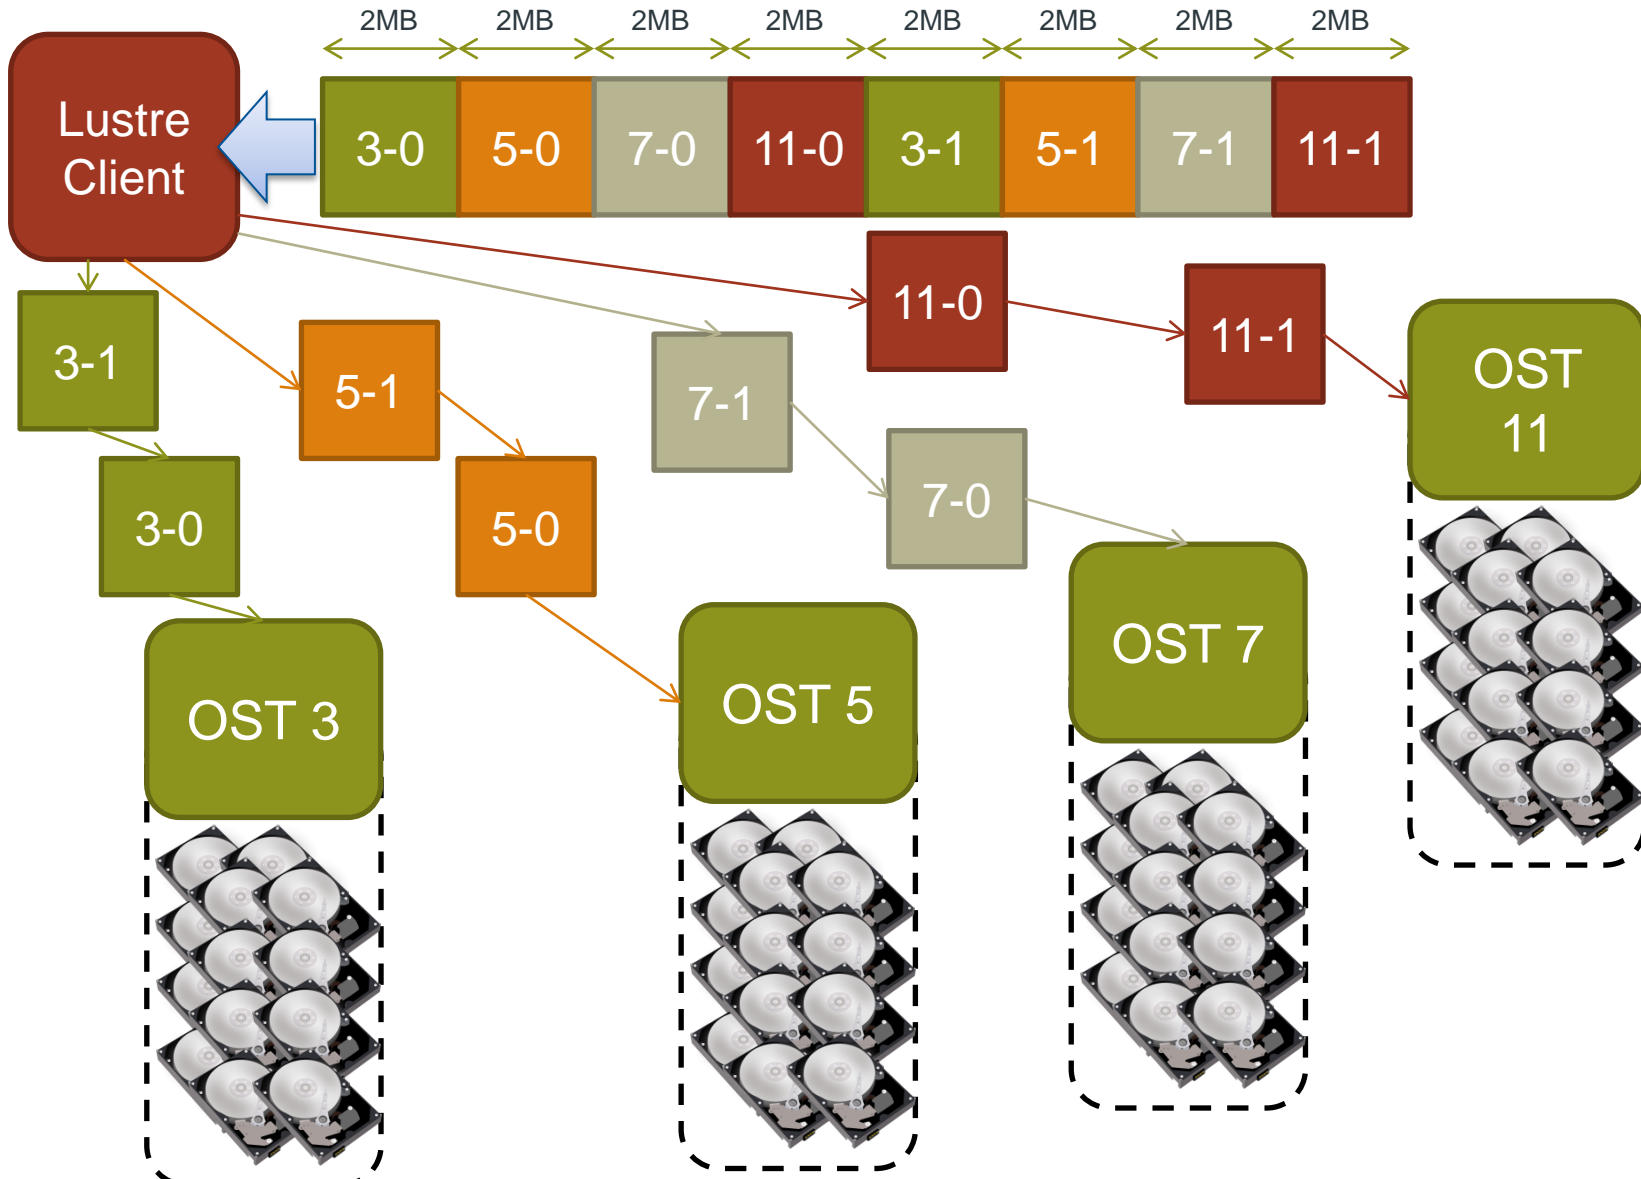 2MB 2MB 2MB 2MB 2MB 2MB 2MB 2MB
Lustre
Client
3-0 5-0 7-0 11-0 3-1 5-1 7-1 11-1
11-0
11-1
3-1
5-1
7-1
OST
11
3-0
5-0
7-0
OST 7
OST 3
OST 5